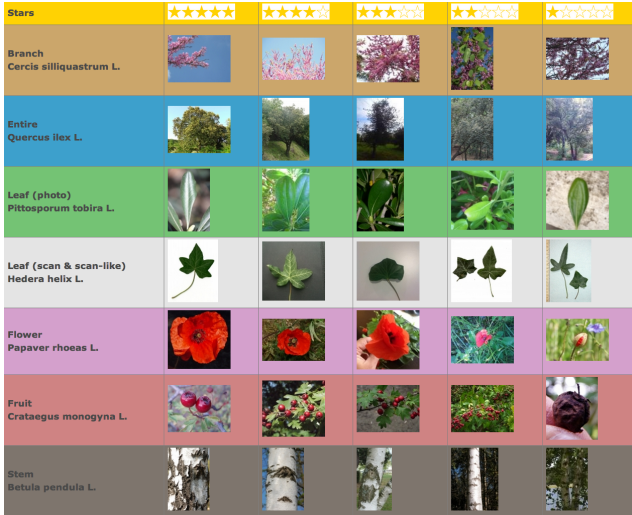 Stars
Branch
Cercis silliquastrum L.
Entire
Quercus ilex L.
Leaf (photo)
Pittosporum tobira L.
Leaf (scan & scan-like)
Hedera helix L.
Flower
Papaver rhoeas L.
Fruit
Crataegus monogyna L.
Stem
Betula pendula L.